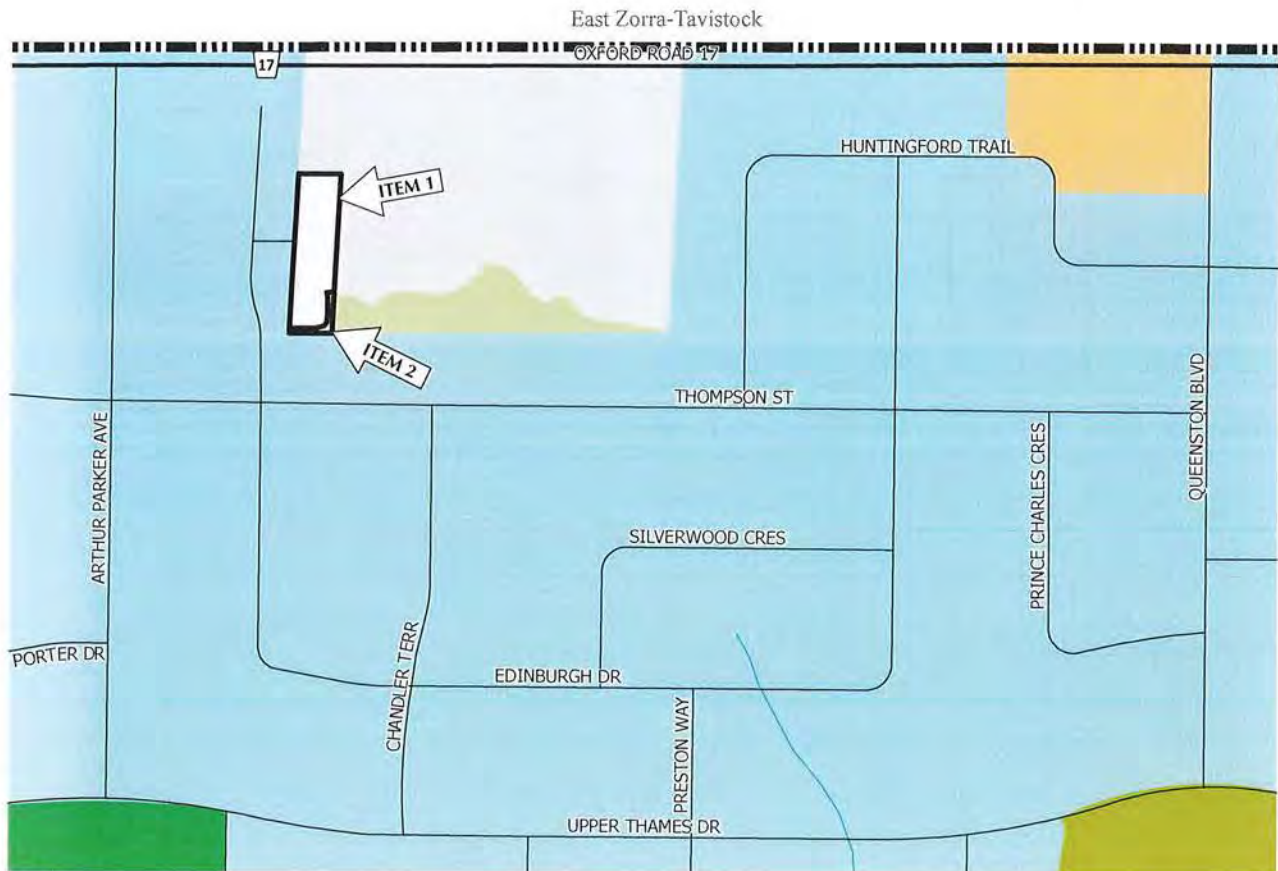 East Zorra-Tavistock
OXFORD ROAD 17
17
HUNTINGFORD TRAIL
ITEM 1
ITEM 2
THOMPSON ST
ARTHUR PARKER AVE
QUEENSTON BLVD
PRINCE CHARLES CRES
SILVERWOOD CRES
PORTER DR
CHANDLER TERR
EDINBURGH DR
PRESTON WAY
UPPER THAMES DR